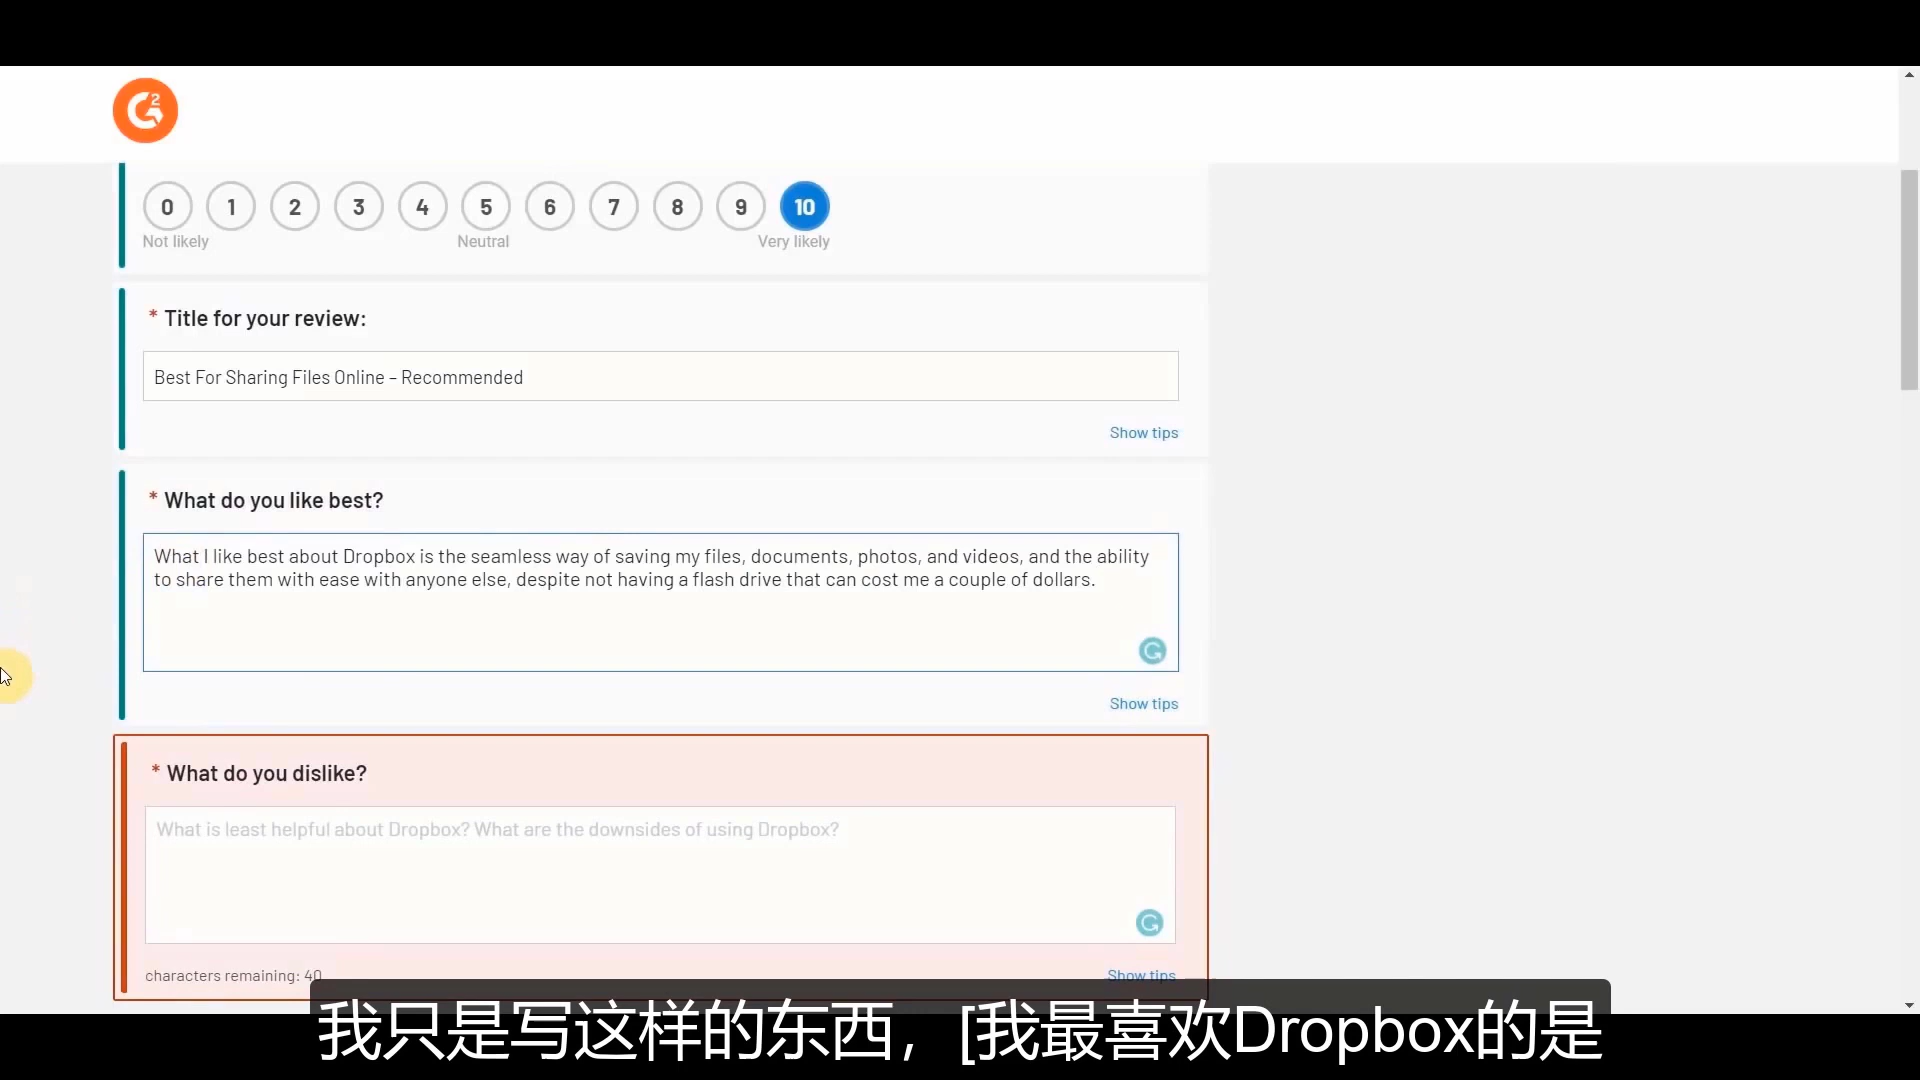 G2
0 1 2 3 4 5 6 7 8 9 10
Not likely Neutral Very likely
* Title for your review:
Best For Sharing Files Online – Recommended
Show tips
* What do you like best?
What I like best about Dropbox is the seamless way of saving my files, documents, photos, and videos, and the ability
to share them with ease with anyone else, despite not having a flash drive that can cost me a couple of dollars.
Show tips
* What do you dislike?
What is least helpful about Dropbox? What are the downsides of using Dropbox?
characters remaining: 40
Show tips
我只是写这样的东西，[我最喜欢Dropbox的是